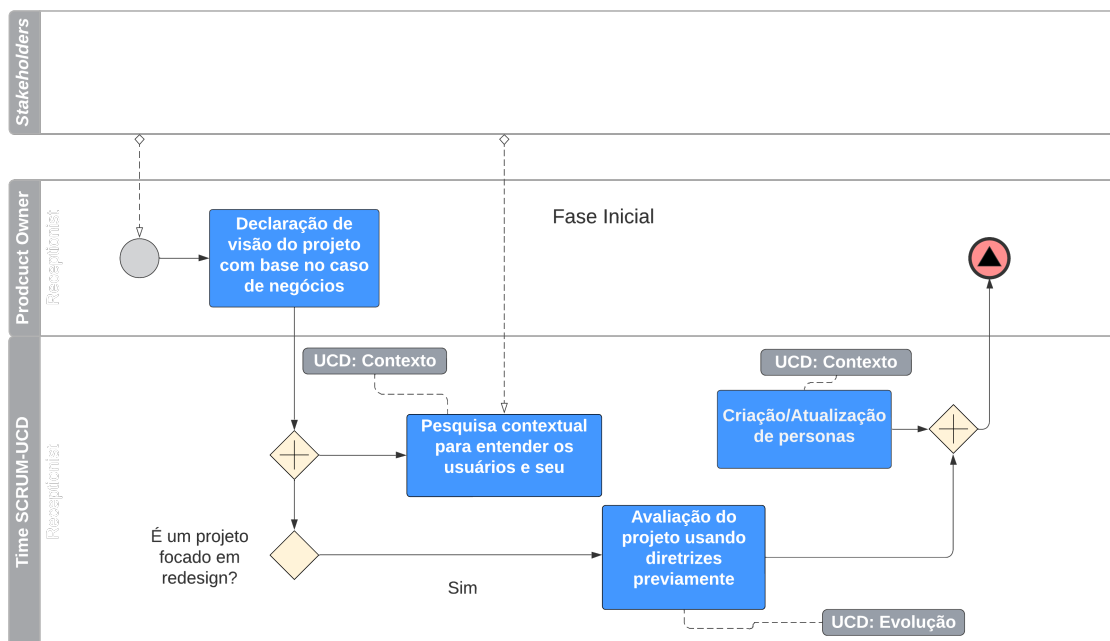 Stakeholders
Prodcuct Owner
Receptionist
Declaração de
visão do projeto
com base no caso
de negócios
Fase Inicial
Time SCRUM-UCD
Receptionist
UCD: Contexto
Pesquisa contextual
para entender os
usuários e seu
UCD: Contexto
Criação/Atualização
de personas
É um projeto
focado em
redesign?
Sim
Avaliação do
projeto usando
diretrizes
previamente
UCD: Evolução